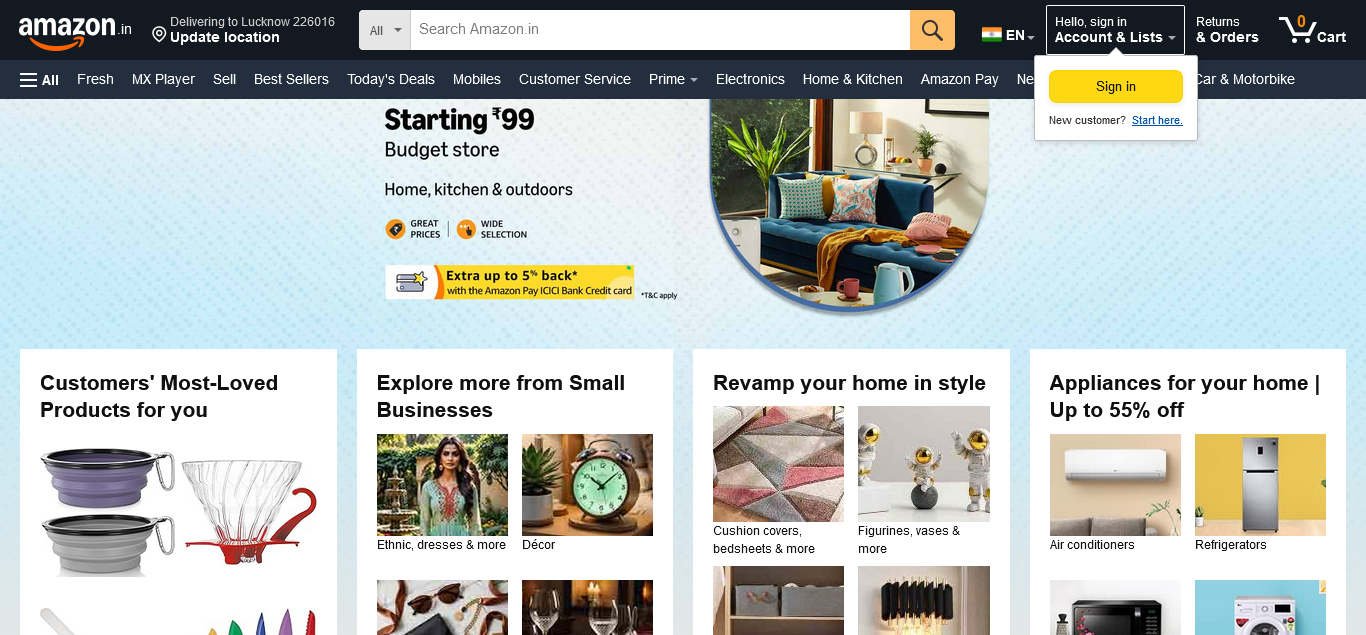 amazon.in
Delivering to Lucknow 226016
Update location
All
Search Amazon.in
EN
Hello, sign in
Account & Lists
Returns
& Orders
0
Cart
All
Fresh
MX Player
Sell
Best Sellers
Today's Deals
Mobiles
Customer Service
Prime
Electronics
Home & Kitchen
Amazon Pay
Car & Motorbike
Sign in
New customer? Start here.
Starting ₹99
Budget store
Home, kitchen & outdoors
GREAT
PRICES
WIDE
SELECTION
Extra up to 5% back*
with the Amazon Pay ICICI Bank Credit card
*T&C apply
Customers' Most-Loved
Products for you
Explore more from Small
Businesses
Ethnic, dresses & more
Décor
Revamp your home in style
Cushion covers,
bedsheets & more
Figurines, vases &
more
Appliances for your home |
Up to 55% off
Air conditioners
Refrigerators